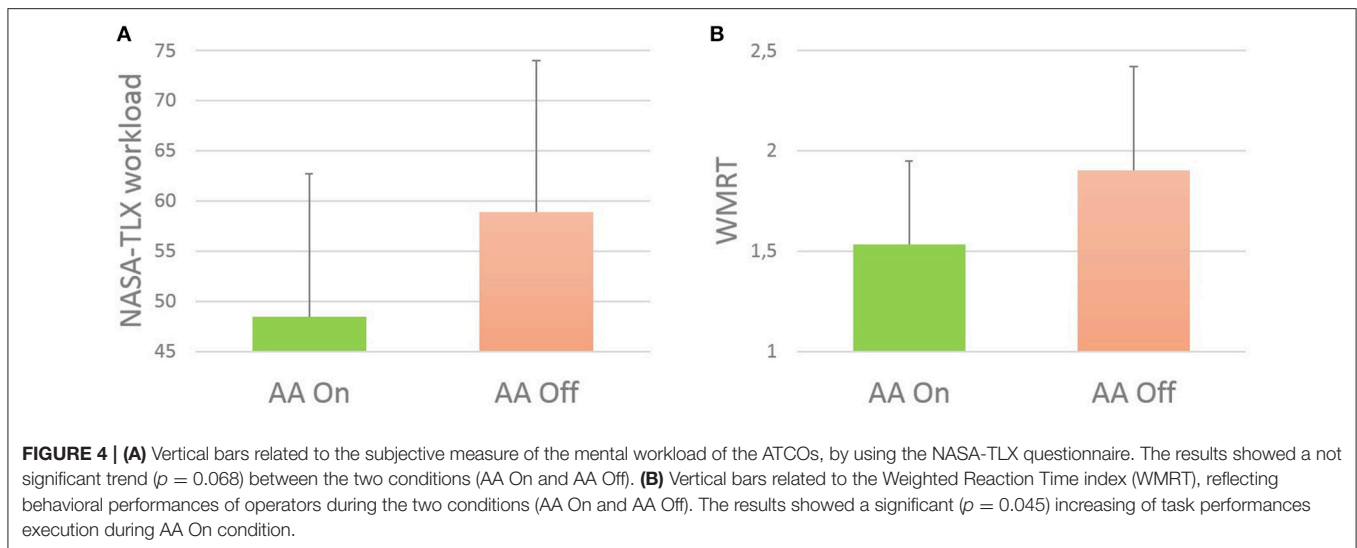 A
NASA-TLX workload
75
70
65
60
55
50
45
AA On
AA Off
B
WMRT
2,5
2
1,5
1
AA On
AA Off
FIGURE 4 | (A) Vertical bars related to the subjective measure of the mental workload of the ATCOs, by using the NASA-TLX questionnaire. The results showed a not
significant trend (p = 0.068) between the two conditions (AA On and AA Off). (B) Vertical bars related to the Weighted Reaction Time index (WMRT), reflecting
behavioral performances of operators during the two conditions (AA On and AA Off). The results showed a significant (p = 0.045) increasing of task performances
execution during AA On condition.